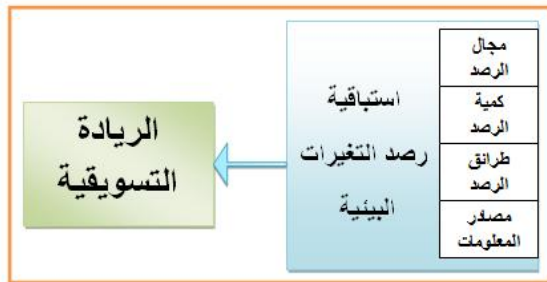 مجال
الرصد
كمية
الرصد
طرائق
الرصد
مصادر
المعلومات
استباقية
رصد التغيرات
البيئية
الريادة
التسويقية